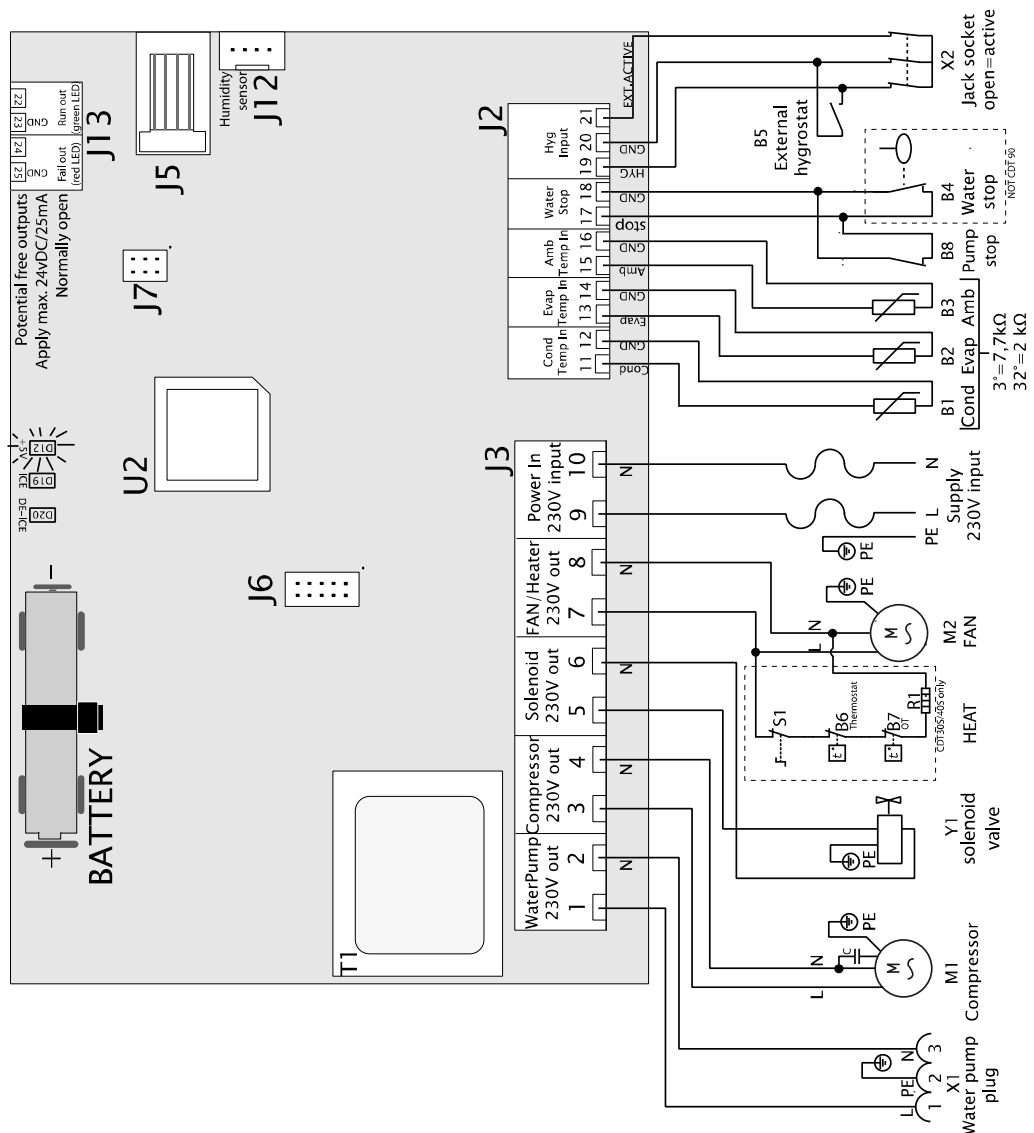 22
23
24
25
GND
GND
Run out
(green LED)
Fail out
(red LED)
J13
Potential free outputs
Apply max. 24vDC/25mA
Normally open
J5
Humidity
sensor
J12
J7
+5V
D12
ICE
D19
DE-ICE
D20
U2
J6
BATTERY
+
-
T1
J2
Hyg
Input
Water
Stop
Amb
Temp In
Evap
Temp In
Cond
Temp In
21
20
19
18
17
16
15
14
13
12
11
EXT.ACTIVE
GND
HYG
GND
stop
GND
Amb
GND
Evap
GND
Cond
J3
Power In
230V input
FAN/Heater
230V out
Solenoid
230V out
Compressor
230V out
WaterPump
230V out
10
9
8
7
6
5
4
3
2
1
N
N
N
N
N
X2
Jack socket
open=active
B5
External
hygrostat
B4
Water
stop
NOT CDT 90
B8
Pump
stop
B3
Amb
B2
Evap
B1
Cond
3°=7,7kΩ
32°=2 kΩ
N
L
PE
Supply
230V input
PE
PE
L
N
M
M2
FAN
S1
B6
Thermostat
t°
B7
OT
t°
R1
CDT30S/40S only
HEAT
PE
Y1
solenoid
valve
PE
C
L
N
M
M1
Compressor
L
PE
N
1
2
3
X1
Water pump
plug